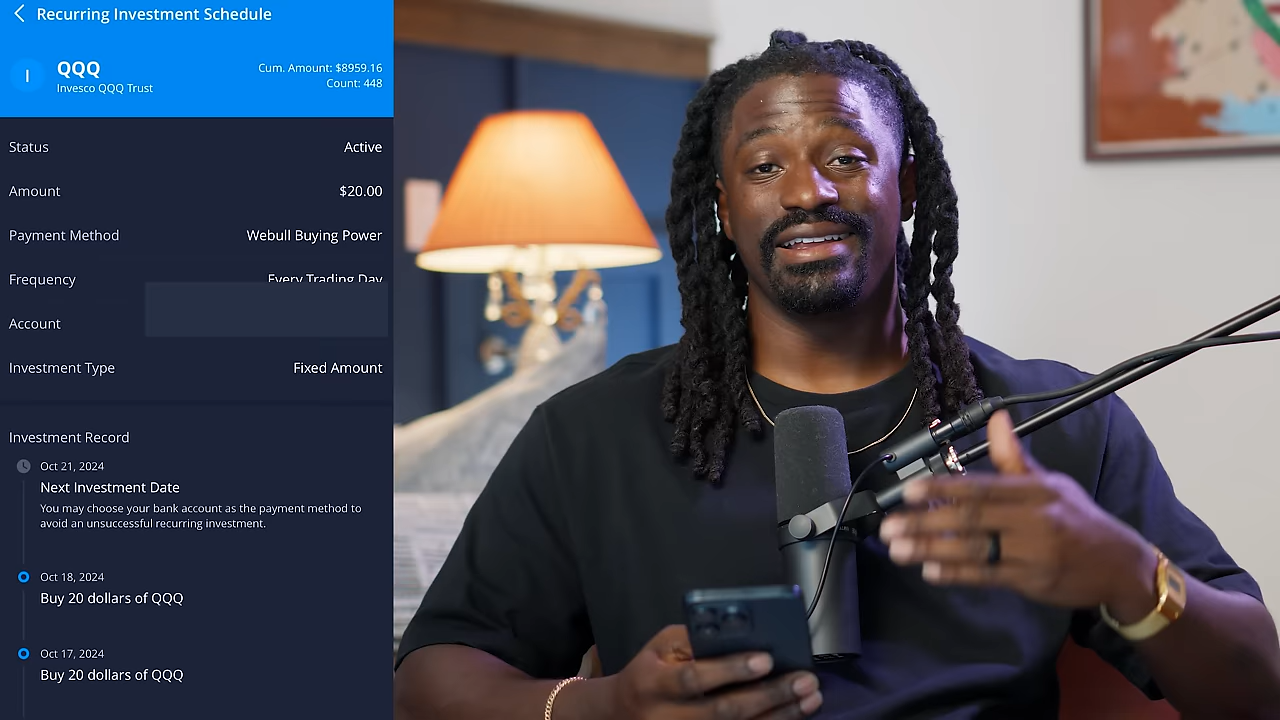 Recurring Investment Schedule
I
QQQ
Invesco QQQ Trust
Cum. Amount: $8959.16
Count: 448
Status
Active
Amount
$20.00
Payment Method
Webull Buying Power
Frequency
Every Trading Day
Account
Investment Type
Fixed Amount
Investment Record
Oct 21, 2024
Next Investment Date
You may choose your bank account as the payment method to
avoid an unsuccessful recurring investment.
Oct 18, 2024
Buy 20 dollars of QQQ
Oct 17, 2024
Buy 20 dollars of QQQ